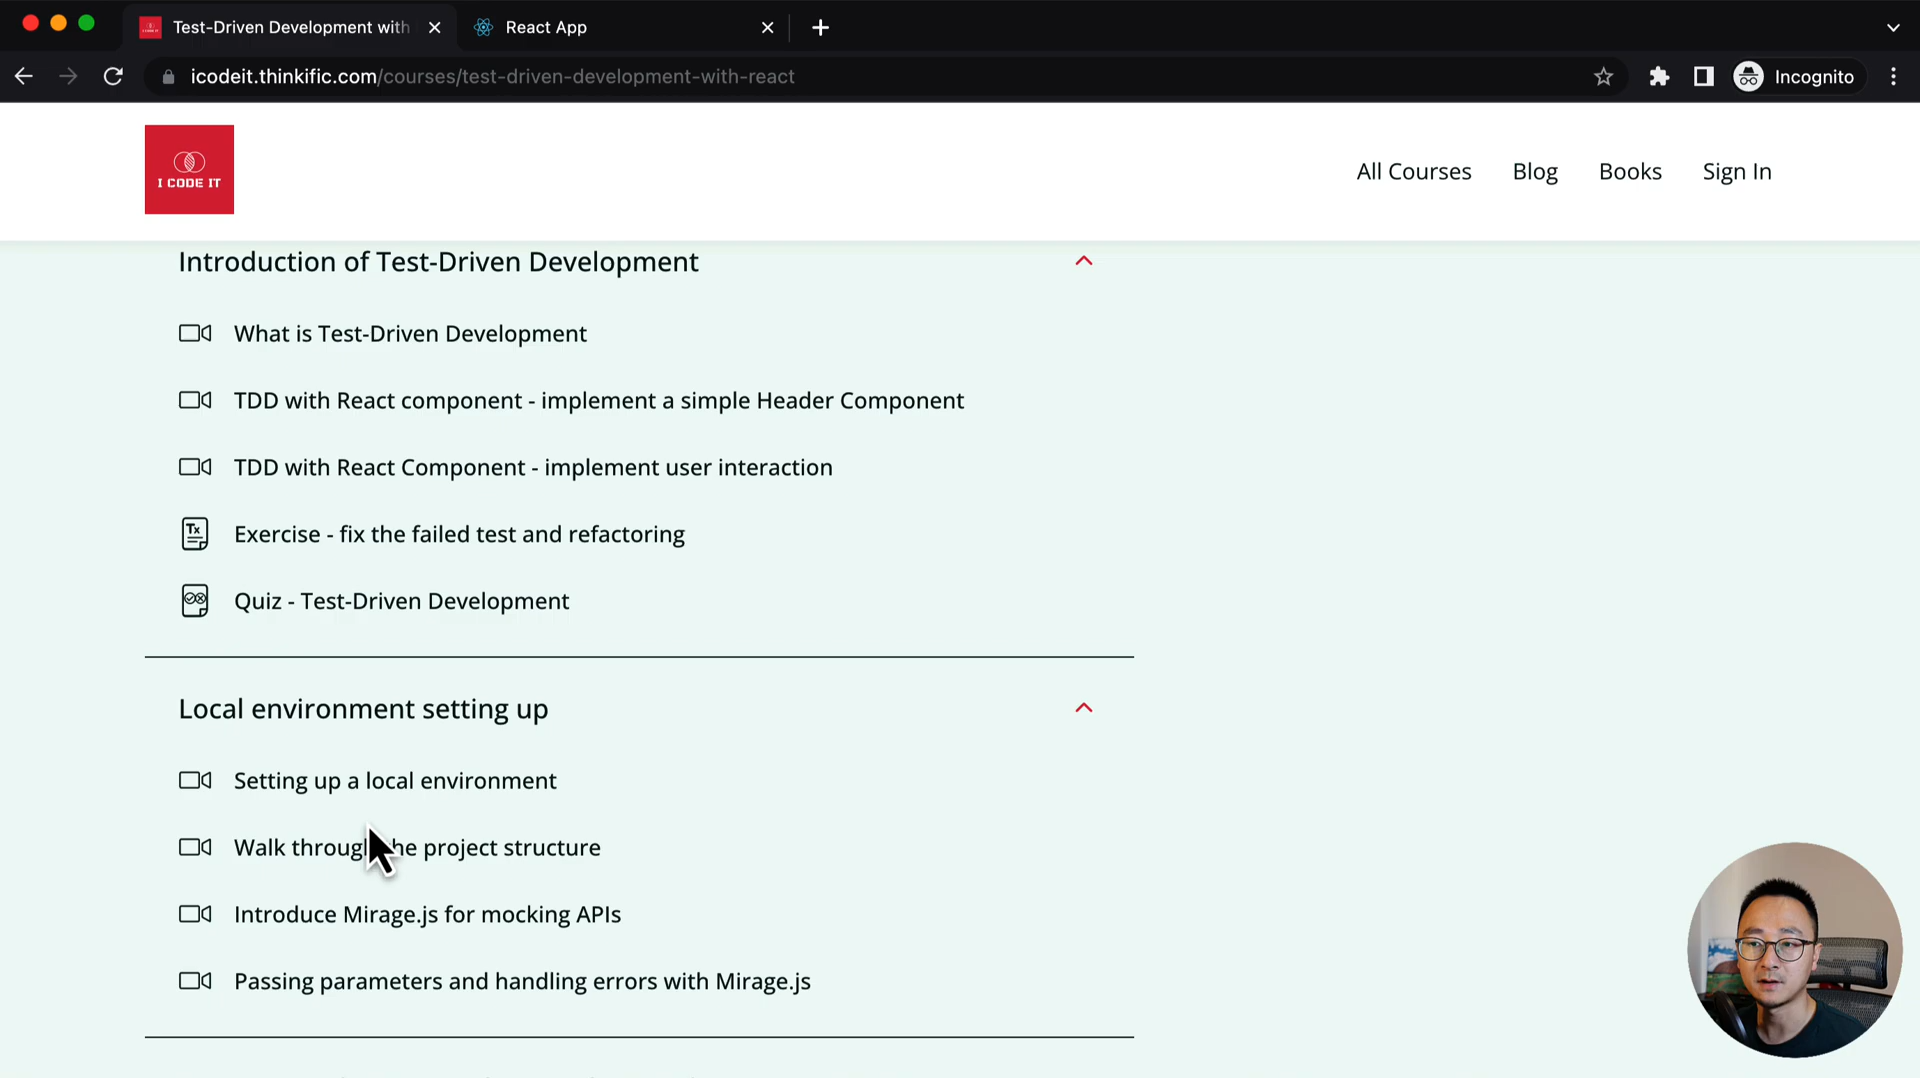 Test-Driven Development with
React App
icodeit.thinkific.com/courses/test-driven-development-with-react
Incognito
I CODE IT
All Courses
Blog
Books
Sign In
Introduction of Test-Driven Development
What is Test-Driven Development
TDD with React component - implement a simple Header Component
TDD with React Component - implement user interaction
Tx
Exercise - fix the failed test and refactoring
Quiz - Test-Driven Development
Local environment setting up
Setting up a local environment
Walk through the project structure
Introduce Mirage.js for mocking APIs
Passing parameters and handling errors with Mirage.js